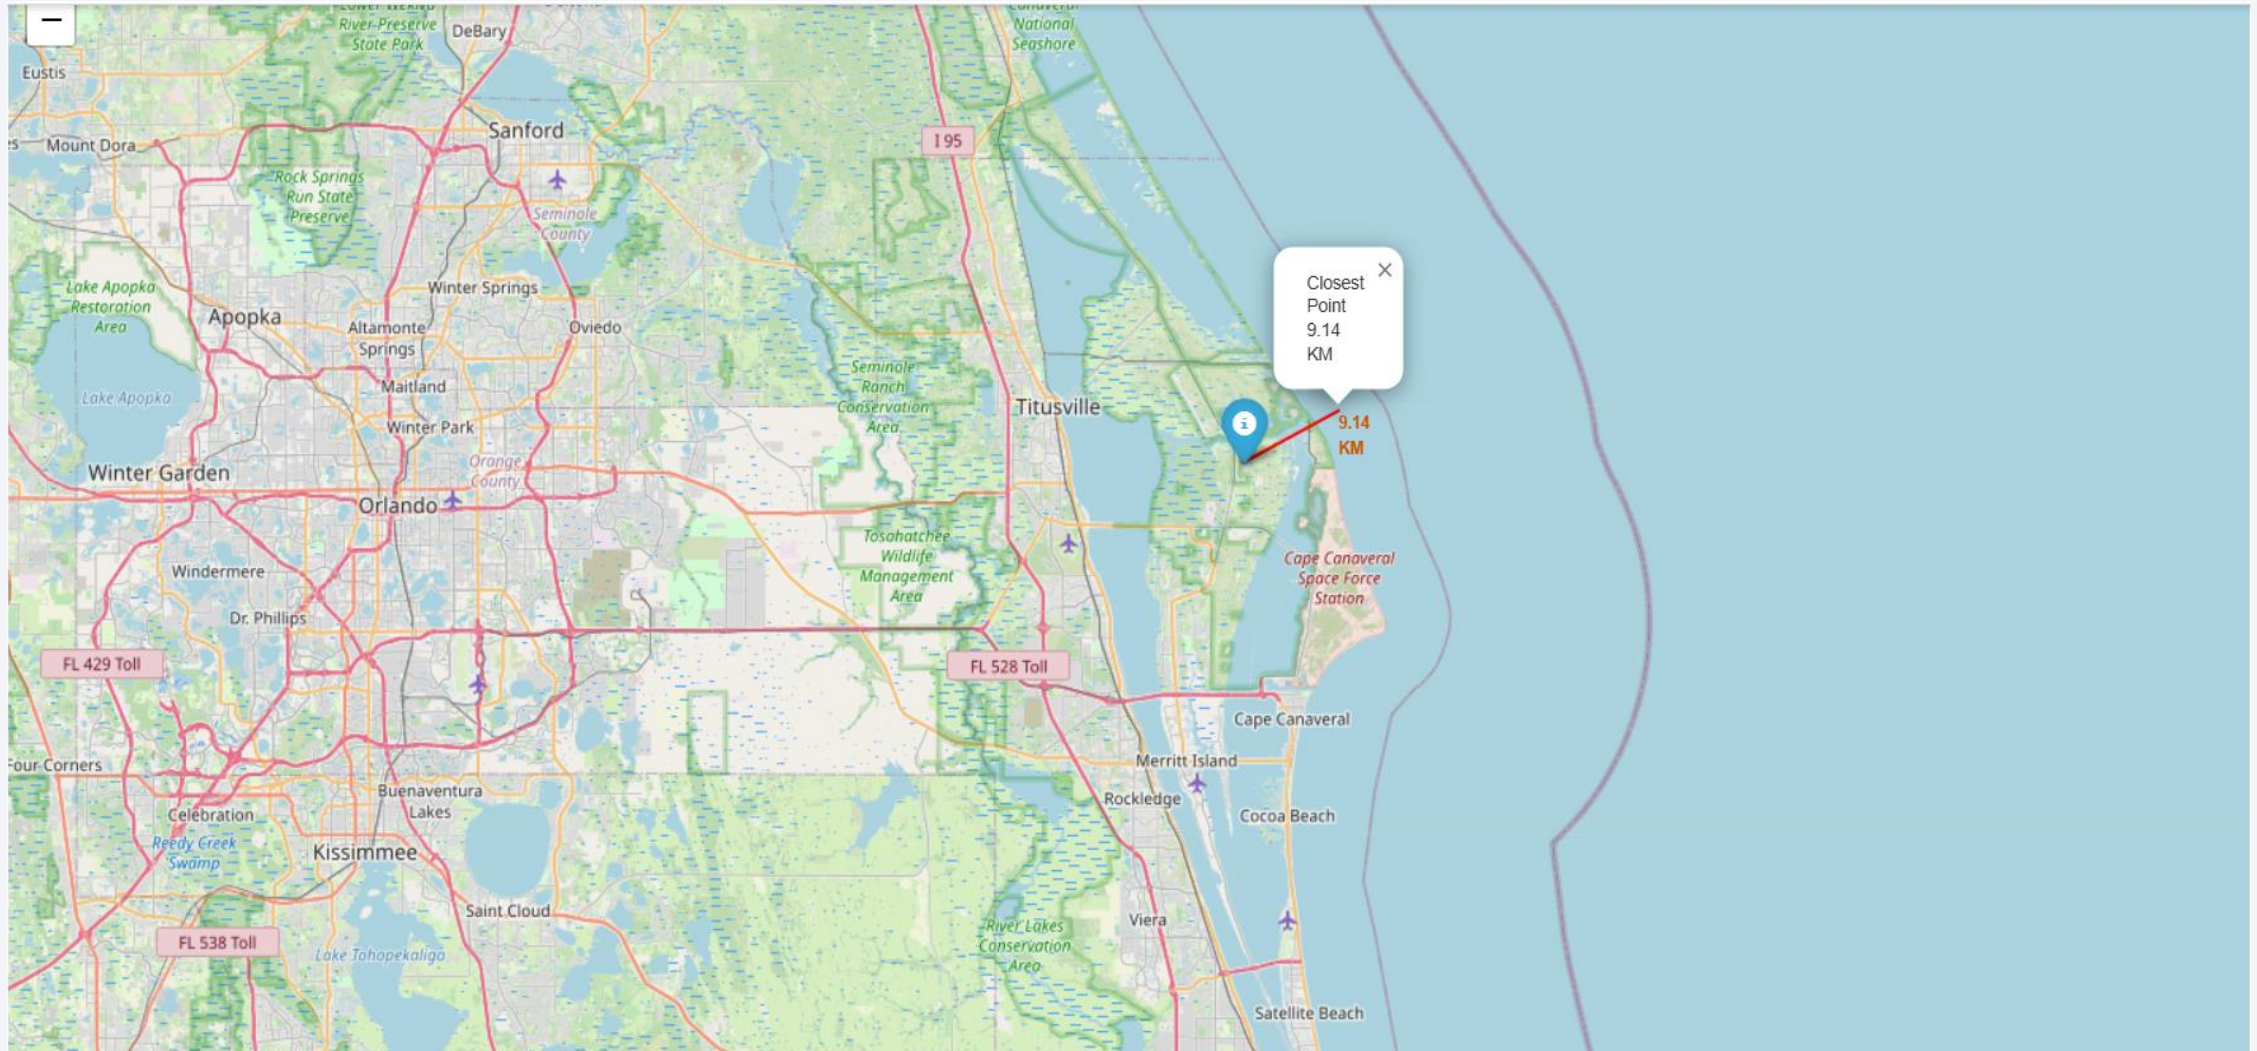 Lower Wekiva
River-Preserve
State Park
DeBary
Canaveral
National
Seashore
Eustis
Mount Dora
Sanford
I 95
Rock Springs
Run State
Preserve
Seminole
County
Lake Apopka
Restoration
Area
Winter Springs
Apopka
Altamonte
Springs
Oviedo
Closest
Point
9.14
KM
Seminole
Ranch
Conservation
Area
Maitland
Lake Apopka
Titusville
9.14
KM
Winter Park
Winter Garden
Orange
County
Orlando
Tosohatchee
Wildlife
Management
Area
Cape Canaveral
Space Force
Station
Windermere
Dr. Phillips
FL 429 Toll
FL 528 Toll
Cape Canaveral
Four Corners
Merritt Island
Buenaventura
Lakes
Rockledge
Celebration
Cocoa Beach
Reedy Creek
Swamp
Kissimmee
Saint Cloud
Viera
River Lakes
Conservation
Area
FL 538 Toll
Lake Tohopekaliga
Satellite Beach